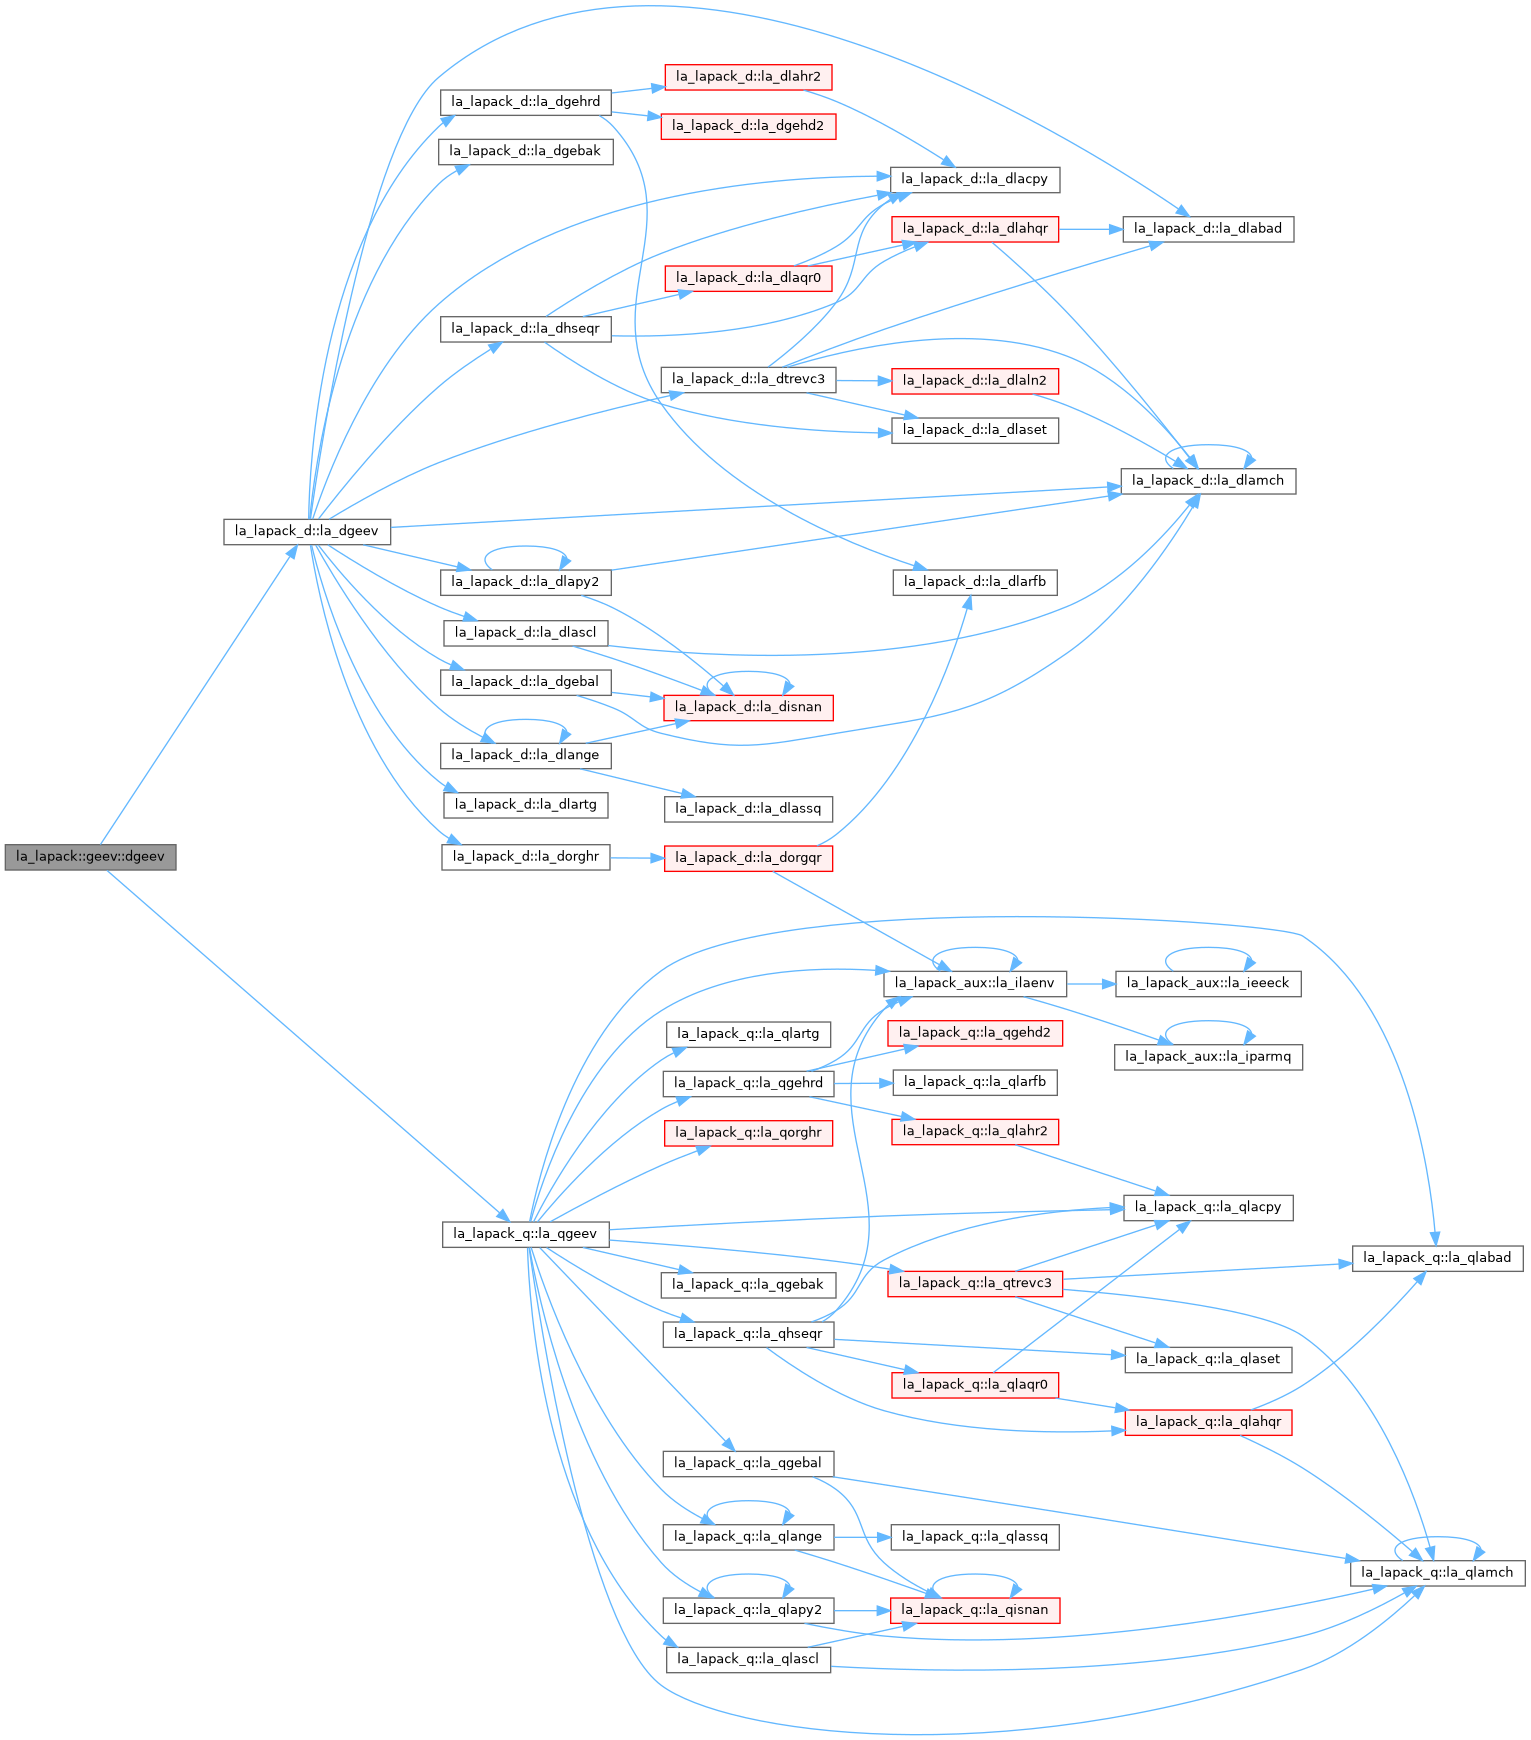 la_lapack_d::la_dlahr2
la_lapack_d::la_dgehrd
la_lapack_d::la_dgehd2
la_lapack_d::la_dgebak
la_lapack_d::la_dlacpy
la_lapack_d::la_dlahqr
la_lapack_d::la_dlabad
la_lapack_d::la_dlaqr0
la_lapack_d::la_dhseqr
la_lapack_d::la_dtrevc3
la_lapack_d::la_dlaln2
la_lapack_d::la_dlaset
la_lapack_d::la_dlamch
la_lapack_d::la_dgeev
la_lapack_d::la_dlapy2
la_lapack_d::la_dlarfb
la_lapack_d::la_dlascl
la_lapack_d::la_dgebal
la_lapack_d::la_disnan
la_lapack_d::la_dlange
la_lapack_d::la_dlartg
la_lapack_d::la_dlassq
la_lapack::geev::dgeev
la_lapack_d::la_dorghr
la_lapack_d::la_dorgqr
la_lapack_aux::la_ilaenv
la_lapack_aux::la_ieeeck
la_lapack_q::la_qlartg
la_lapack_q::la_qgehd2
la_lapack_aux::la_iparmq
la_lapack_q::la_qgehrd
la_lapack_q::la_qlarfb
la_lapack_q::la_qorghr
la_lapack_q::la_qlahr2
la_lapack_q::la_qlacpy
la_lapack_q::la_qgeev
la_lapack_q::la_qlabad
la_lapack_q::la_qgebak
la_lapack_q::la_qtrevc3
la_lapack_q::la_qhseqr
la_lapack_q::la_qlaset
la_lapack_q::la_qlaqr0
la_lapack_q::la_qlahqr
la_lapack_q::la_qgebal
la_lapack_q::la_qlange
la_lapack_q::la_qlassq
la_lapack_q::la_qlamch
la_lapack_q::la_qlapy2
la_lapack_q::la_qisnan
la_lapack_q::la_qlascl